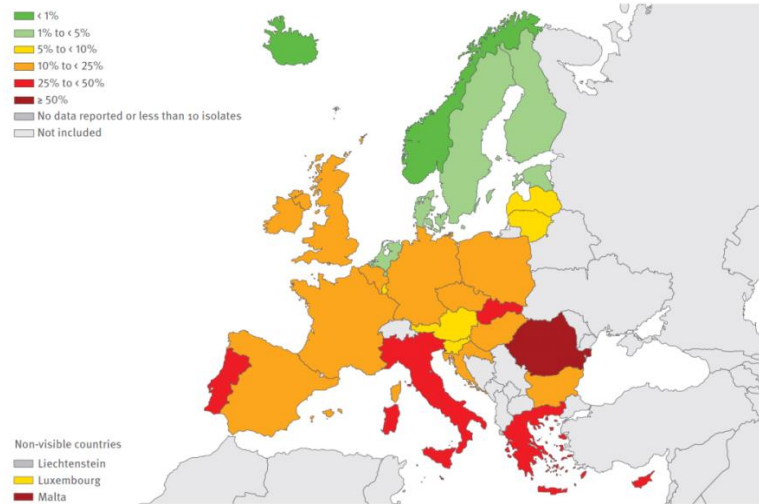 < 1%
1% to < 5%
5% to < 10%
10% to < 25%
25% to < 50%
≥ 50%
No data reported or less than 10 isolates
Not included
Non-visible countries
Liechtenstein
Luxembourg
Malta